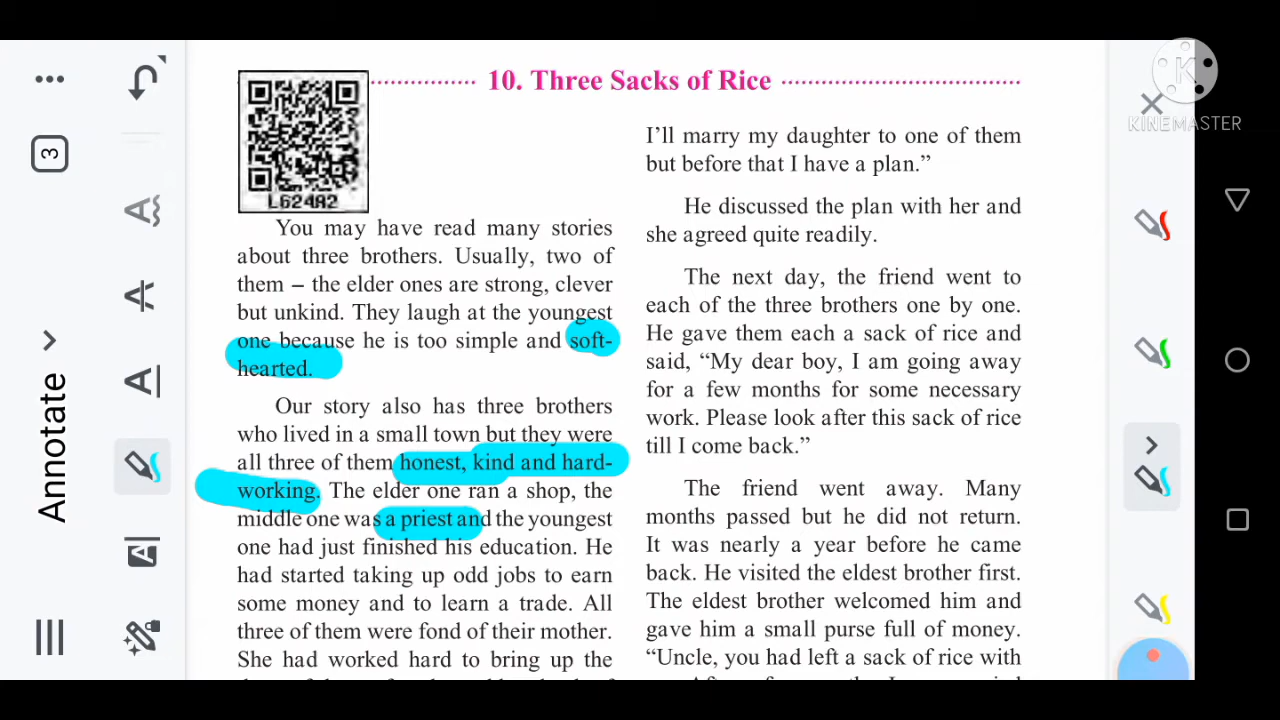 10. Three Sacks of Rice
KINEMASTER
3
Annotate
L624A2
You may have read many stories
about three brothers. Usually, two of
them – the elder ones are strong, clever
but unkind. They laugh at the youngest
one because he is too simple and soft-
hearted.
Our story also has three brothers
who lived in a small town but they were
all three of them honest, kind and hard-
working. The elder one ran a shop, the
middle one was a priest and the youngest
one had just finished his education. He
had started taking up odd jobs to earn
some money and to learn a trade. All
three of them were fond of their mother.
She had worked hard to bring up the
I’ll marry my daughter to one of them
but before that I have a plan.”
He discussed the plan with her and
she agreed quite readily.
The next day, the friend went to
each of the three brothers one by one.
He gave them each a sack of rice and
said, “My dear boy, I am going away
for a few months for some necessary
work. Please look after this sack of rice
till I come back.”
The friend went away. Many
months passed but he did not return.
It was nearly a year before he came
back. He visited the eldest brother first.
The eldest brother welcomed him and
gave him a small purse full of money.
“Uncle, you had left a sack of rice with